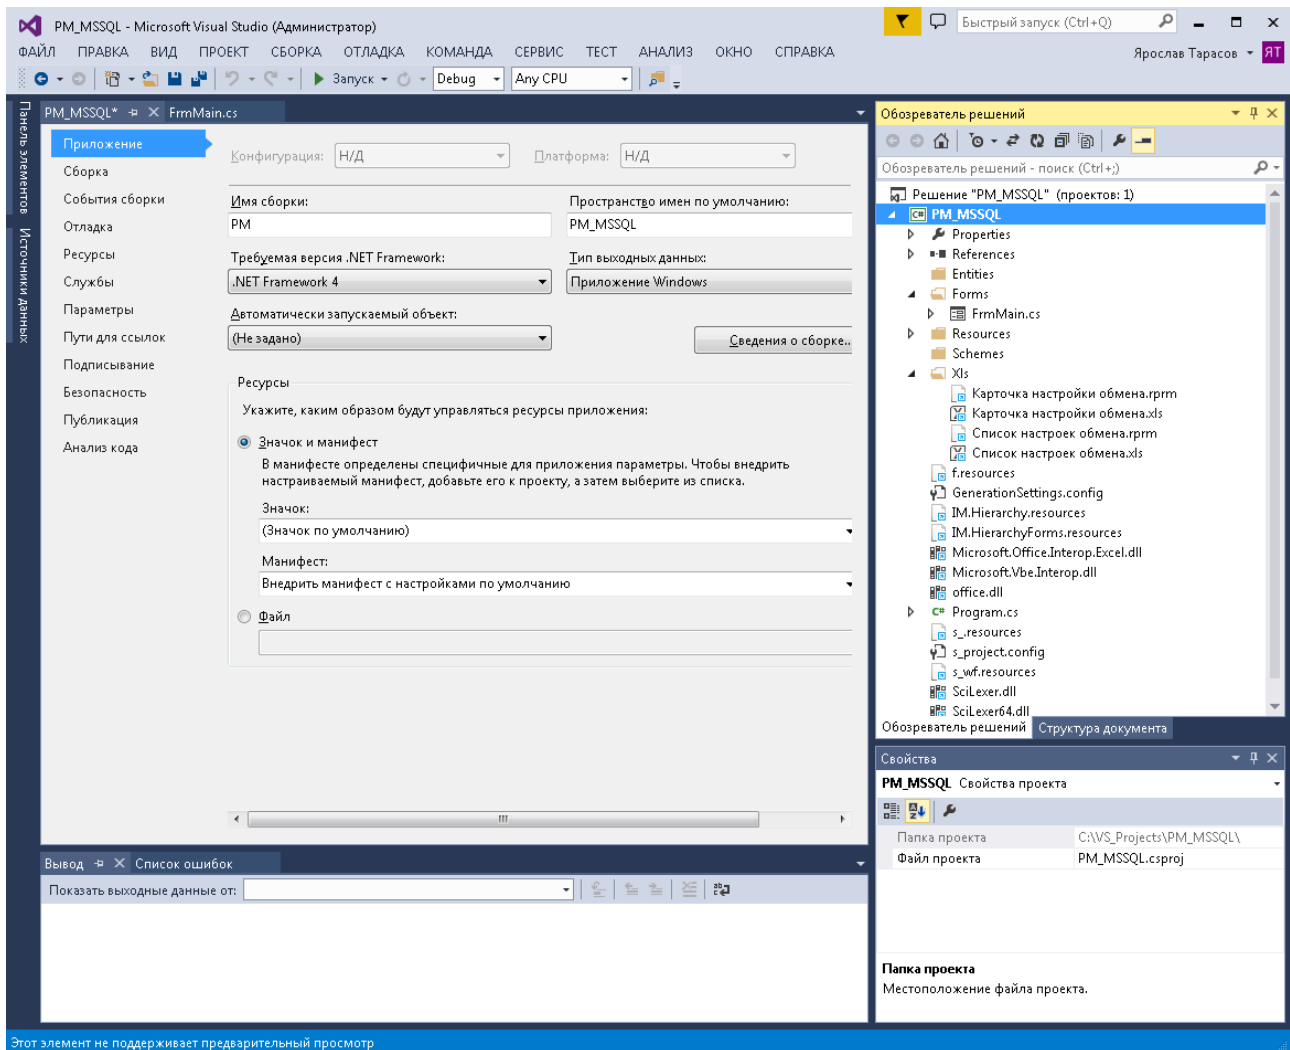 PM_MSSQL - Microsoft Visual Studio (Администратор)
Быстрый запуск (Ctrl+Q)
ФАЙЛ ПРАВКА ВИД ПРОЕКТ СБОРКА ОТЛАДКА КОМАНДА СЕРВИС ТЕСТ АНАЛИЗ ОКНО СПРАВКА
Ярослав Тарасов ЯТ
Запуск Debug Any CPU
Панель элементов
Источники данных
PM_MSSQL* FrmMain.cs
Приложение
Сборка
События сборки
Отладка
Ресурсы
Службы
Параметры
Пути для ссылок
Подписывание
Безопасность
Публикация
Анализ кода
Конфигурация: Н/Д Платформа: Н/Д
Имя сборки: Пространство имен по умолчанию:
PM PM_MSSQL
Требуемая версия .NET Framework: Тип выходных данных:
.NET Framework 4 Приложение Windows
Автоматически запускаемый объект:
(Не задано) Сведения о сборке..
Ресурсы
Укажите, каким образом будут управляться ресурсы приложения:
Значок и манифест
В манифесте определены специфичные для приложения параметры. Чтобы внедрить
настраиваемый манифест, добавьте его к проекту, а затем выберите из списка.
Значок:
(Значок по умолчанию)
Манифест:
Внедрить манифест с настройками по умолчанию
Файл
Вывод Список ошибок
Показать выходные данные от:
Обозреватель решений
Обозреватель решений - поиск (Ctrl+;)
Решение "PM_MSSQL" (проектов: 1)
C# PM_MSSQL
Properties
References
Entities
Forms
FrmMain.cs
Resources
Schemes
Xls
Карточка настройки обмена.rprm
Карточка настройки обмена.xls
Список настроек обмена.rprm
Список настроек обмена.xls
f.resources
GenerationSettings.config
IM.Hierarchy.resources
IM.HierarchyForms.resources
Microsoft.Office.Interop.Excel.dll
Microsoft.Vbe.Interop.dll
office.dll
C# Program.cs
s_.resources
s_project.config
s_wf.resources
SciLexer.dll
SciLexer64.dll
Обозреватель решений Структура документа
Свойства
PM_MSSQL Свойства проекта
Папка проекта C:\VS_Projects\PM_MSSQL\
Файл проекта PM_MSSQL.csproj
Папка проекта
Местоположение файла проекта.
Этот элемент не поддерживает предварительный просмотр